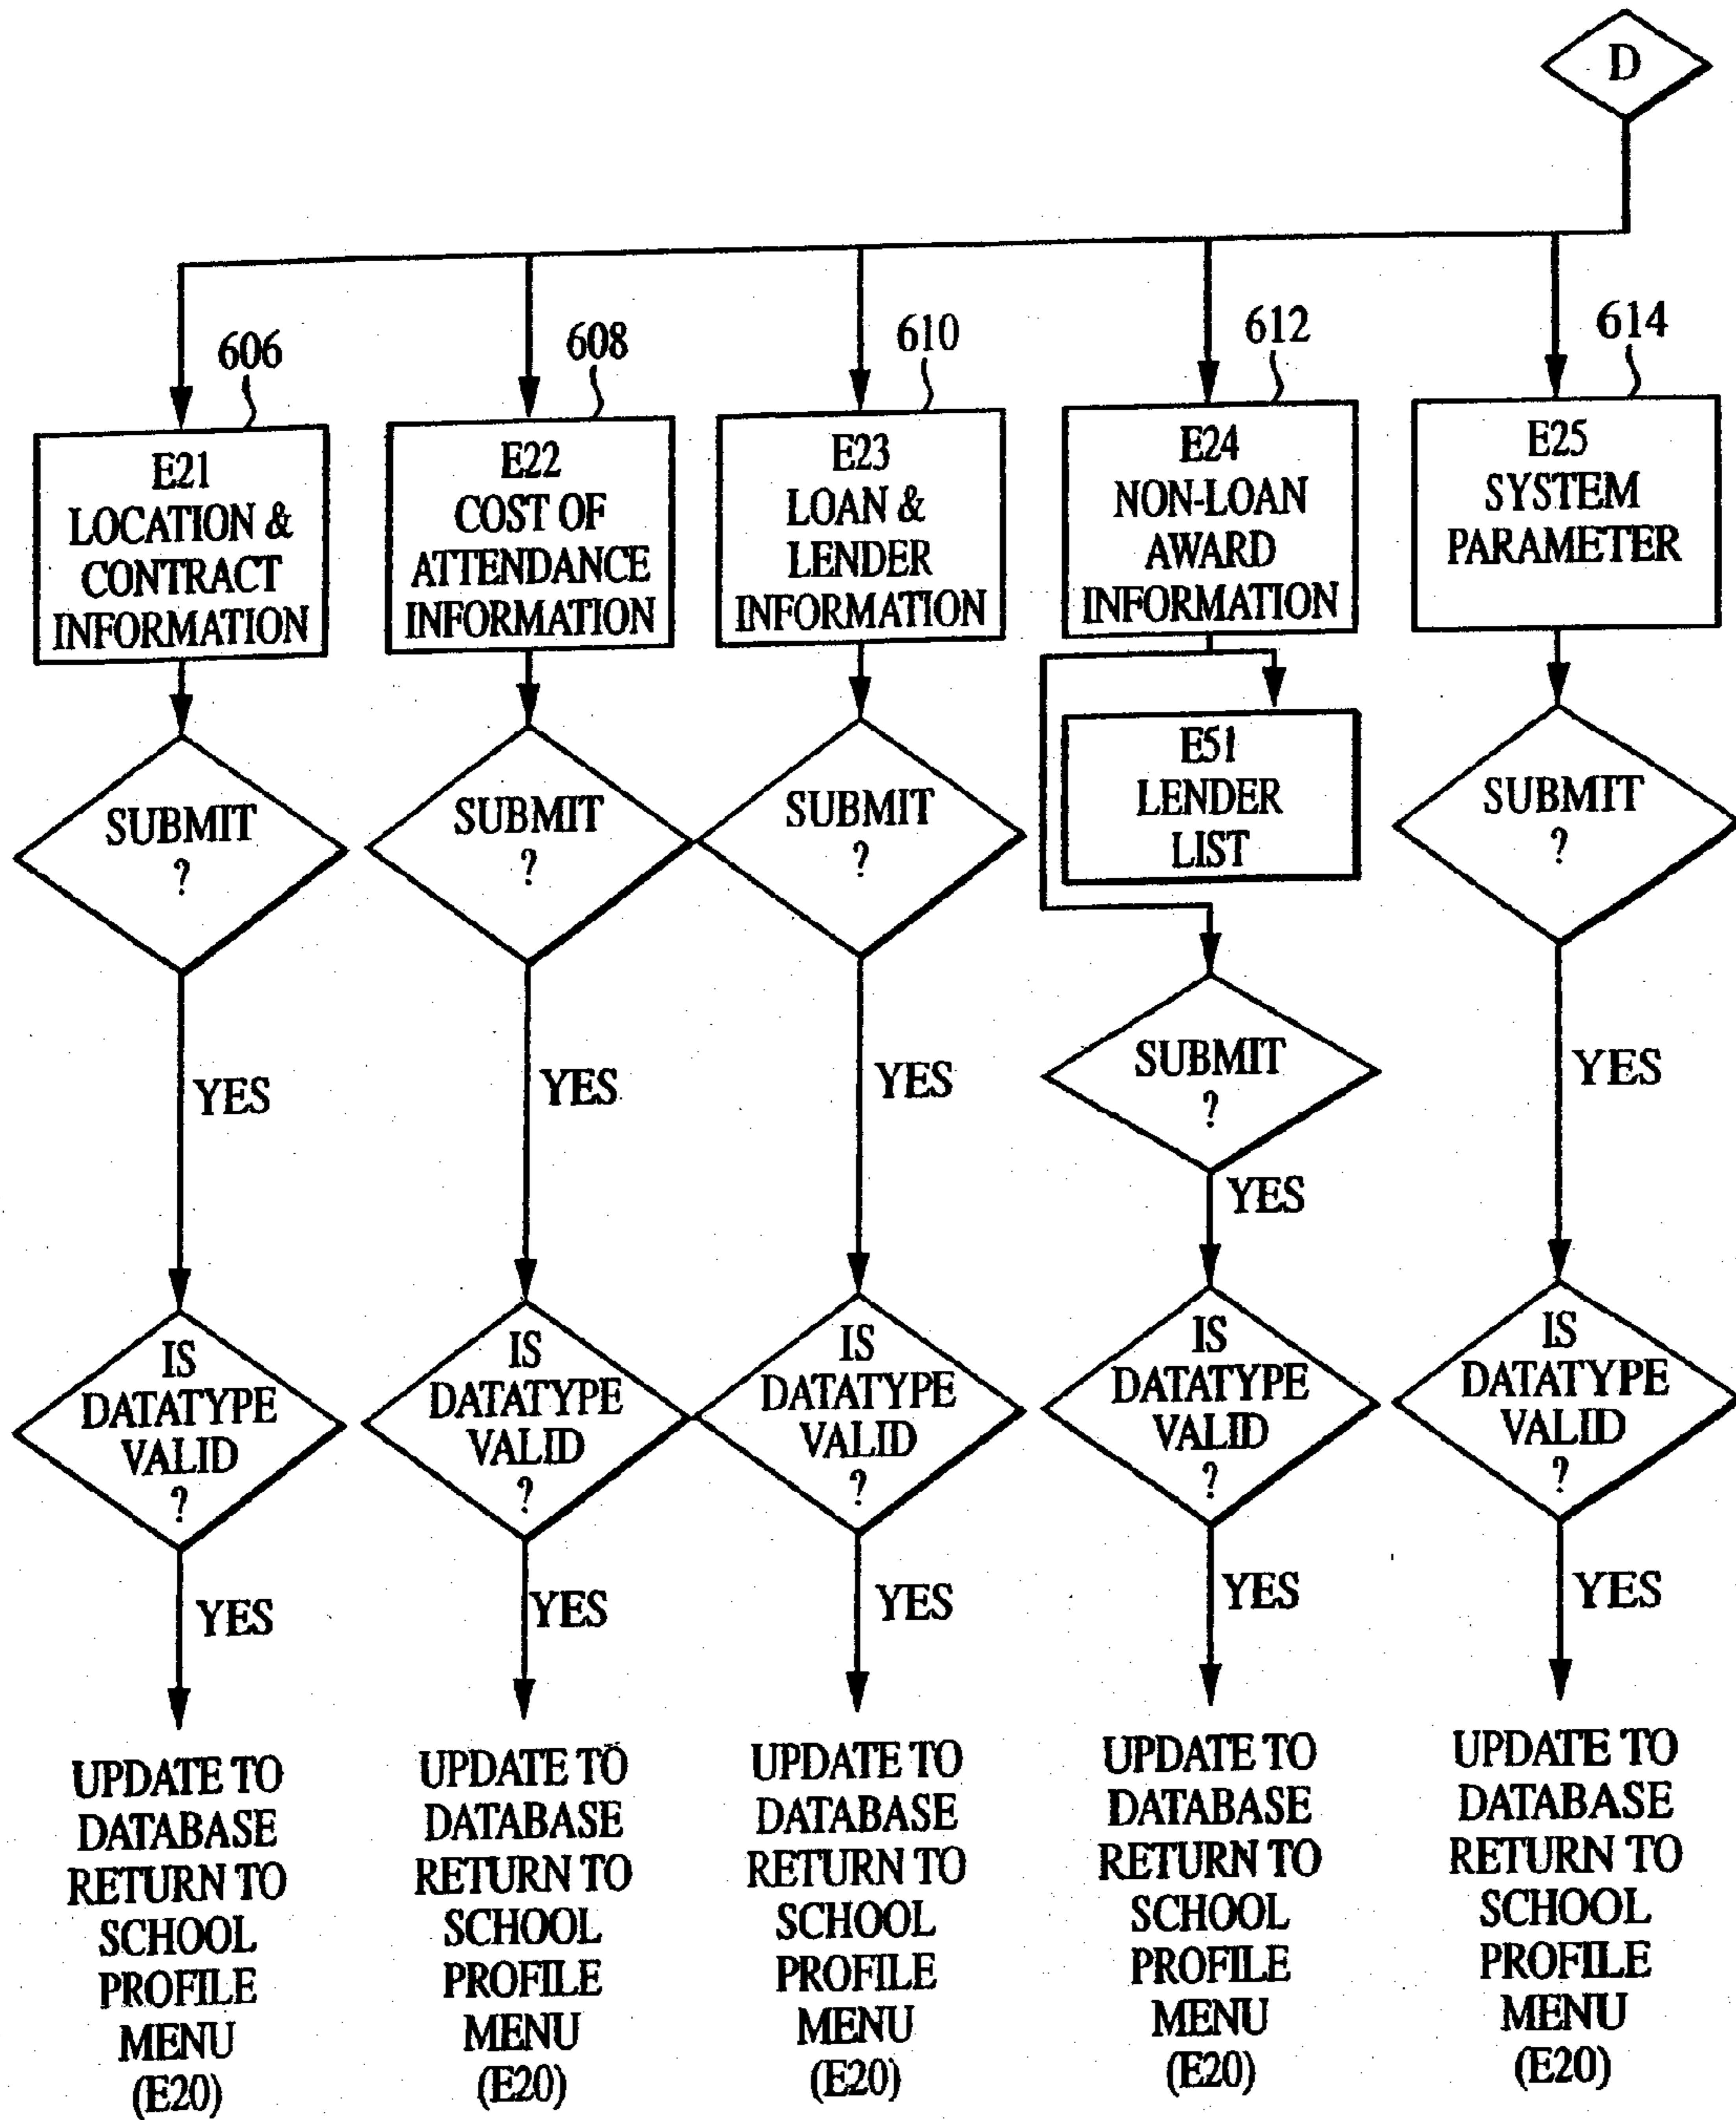 D
606
608
610
612
614
E21
LOCATION &
CONTRACT
INFORMATION
E22
COST OF
ATTENDANCE
INFORMATION
E23
LOAN &
LENDER
INFORMATION
E24
NON-LOAN
AWARD
INFORMATION
E25
SYSTEM
PARAMETER
E51
LENDER
LIST
SUBMIT
?
SUBMIT
?
SUBMIT
?
SUBMIT
?
SUBMIT
?
YES
YES
YES
YES
YES
IS
DATATYPE
VALID
?
IS
DATATYPE
VALID
?
IS
DATATYPE
VALID
?
IS
DATATYPE
VALID
?
IS
DATATYPE
VALID
?
YES
YES
YES
YES
YES
UPDATE TO
DATABASE
RETURN TO
SCHOOL
PROFILE
MENU
(E20)
UPDATE TO
DATABASE
RETURN TO
SCHOOL
PROFILE
MENU
(E20)
UPDATE TO
DATABASE
RETURN TO
SCHOOL
PROFILE
MENU
(E20)
UPDATE TO
DATABASE
RETURN TO
SCHOOL
PROFILE
MENU
(E20)
UPDATE TO
DATABASE
RETURN TO
SCHOOL
PROFILE
MENU
(E20)